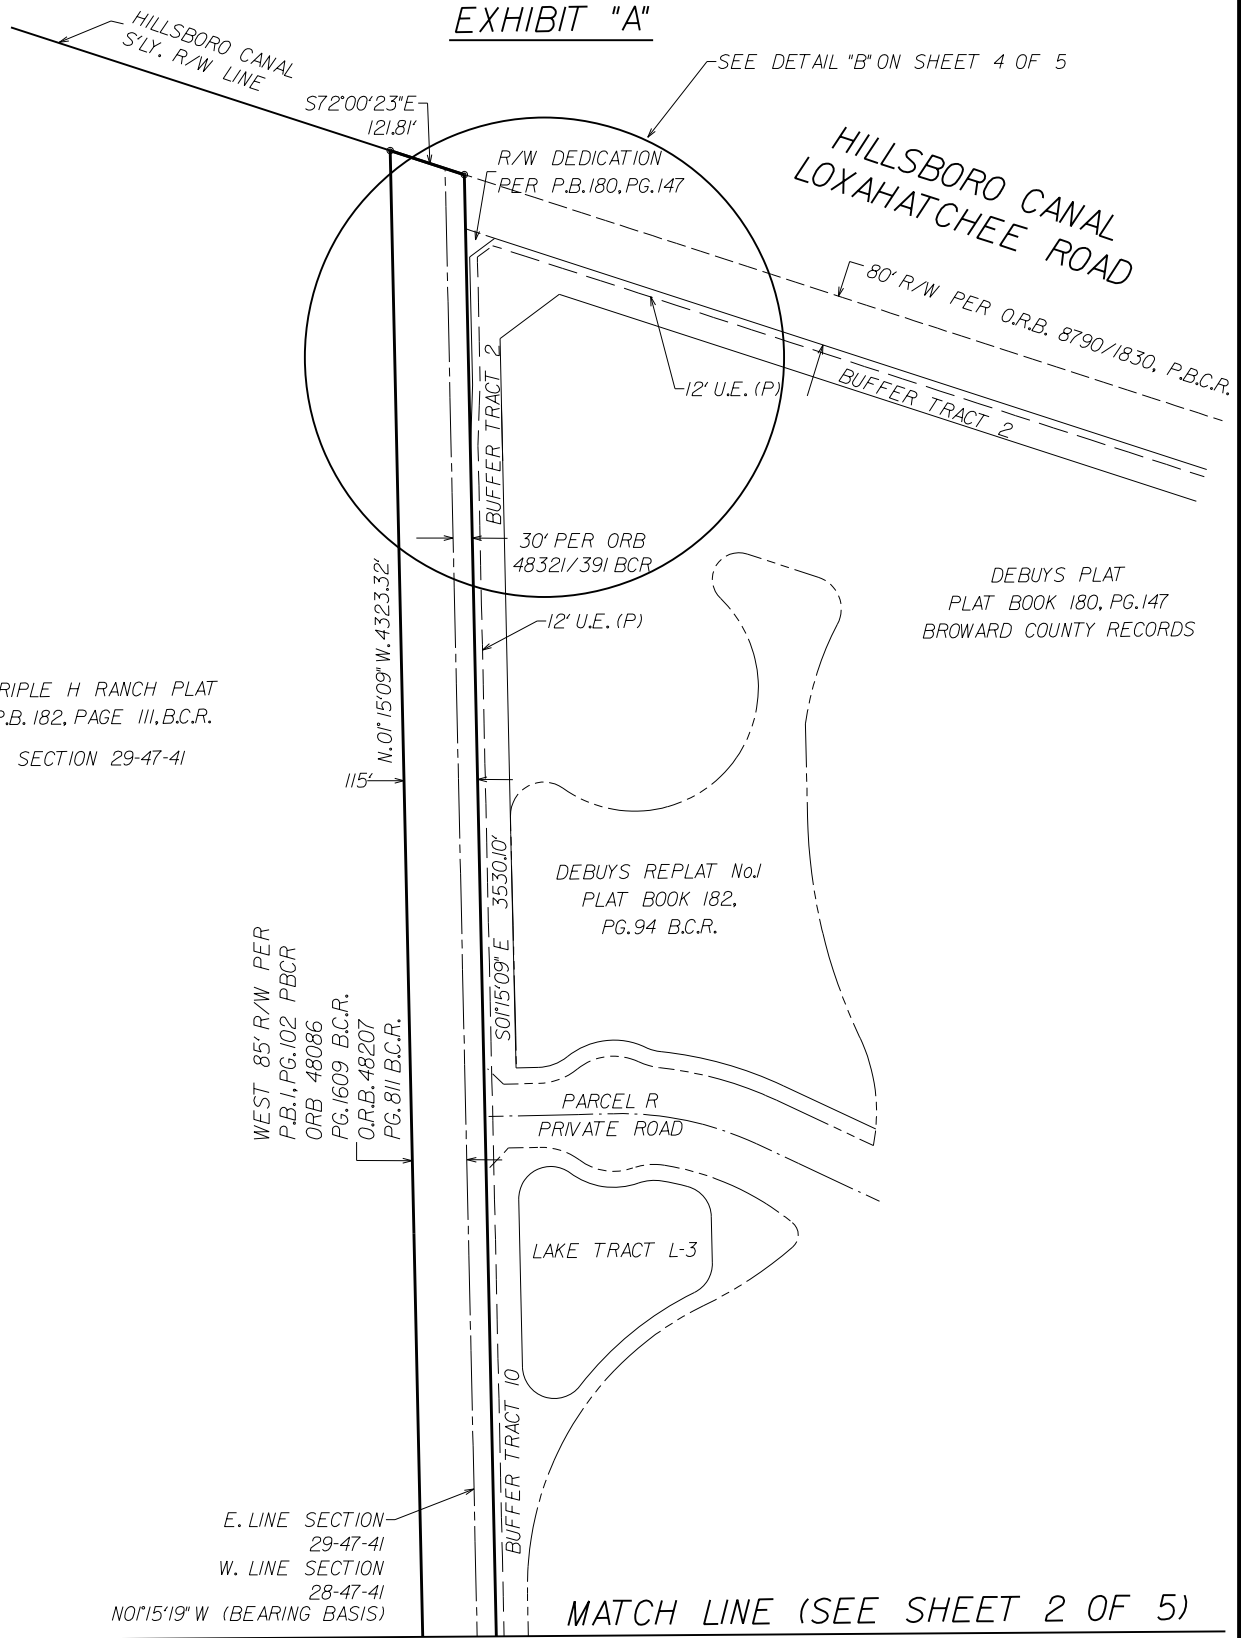 EXHIBIT "A"
HILLSBORO CANAL
S'LY. R/W LINE
SEE DETAIL "B" ON SHEET 4 OF 5
S72°00'23"E
121.81'
R/W DEDICATION
PER P.B.180, PG.147
HILLSBORO CANAL
LOXAHATCHEE ROAD
80' R/W PER O.R.B. 8790/1830, P.B.C.R.
BUFFER TRACT 2
12' U.E. (P)
BUFFER TRACT 2
30' PER ORB
48321/391 BCR
N.01°15'09"W. 4323.32'
12' U.E. (P)
DEBUYS PLAT
PLAT BOOK 180, PG.147
BROWARD COUNTY RECORDS
RIPLE H RANCH PLAT
P.B. 182, PAGE 111, B.C.R.
SECTION 29-47-41
115'
S01°15'09" E 3530.10'
DEBUYS REPLAT No.1
PLAT BOOK 182,
PG.94 B.C.R.
WEST 85' R/W PER
P.B.1, PG.102 PBCR
ORB 48086
PG.1609 B.C.R.
O.R.B. 48207
PG.811 B.C.R.
PARCEL R
PRIVATE ROAD
LAKE TRACT L-3
BUFFER TRACT 10
E. LINE SECTION
29-47-41
W. LINE SECTION
28-47-41
N01°15'19" W (BEARING BASIS)
MATCH LINE (SEE SHEET 2 OF 5)